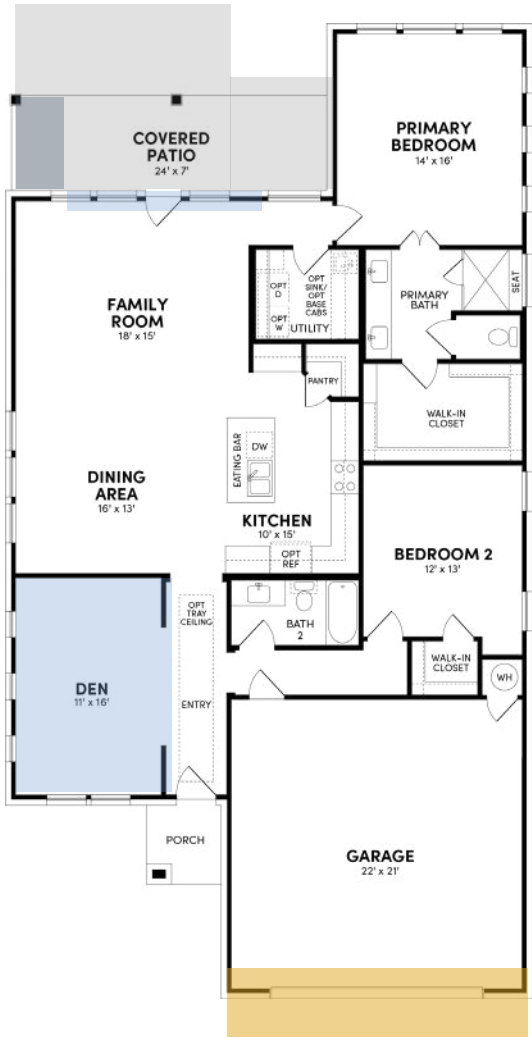 PRIMARY
BEDROOM
14' x 16'
COVERED
PATIO
24' x 7'
FAMILY
ROOM
18' x 15'
OPT
D
OPT
W
OPT
SINK/
OPT
BASE
CABS
UTILITY
PRIMARY
BATH
SEAT
PANTRY
WALK-IN
CLOSET
EATING BAR
DW
DINING
AREA
16' x 13'
KITCHEN
10' x 15'
OPT
REF
BEDROOM 2
12' x 13'
OPT
TRAY
CEILING
BATH
2
WALK-IN
CLOSET
WH
DEN
11' x 16'
ENTRY
PORCH
GARAGE
22' x 21'